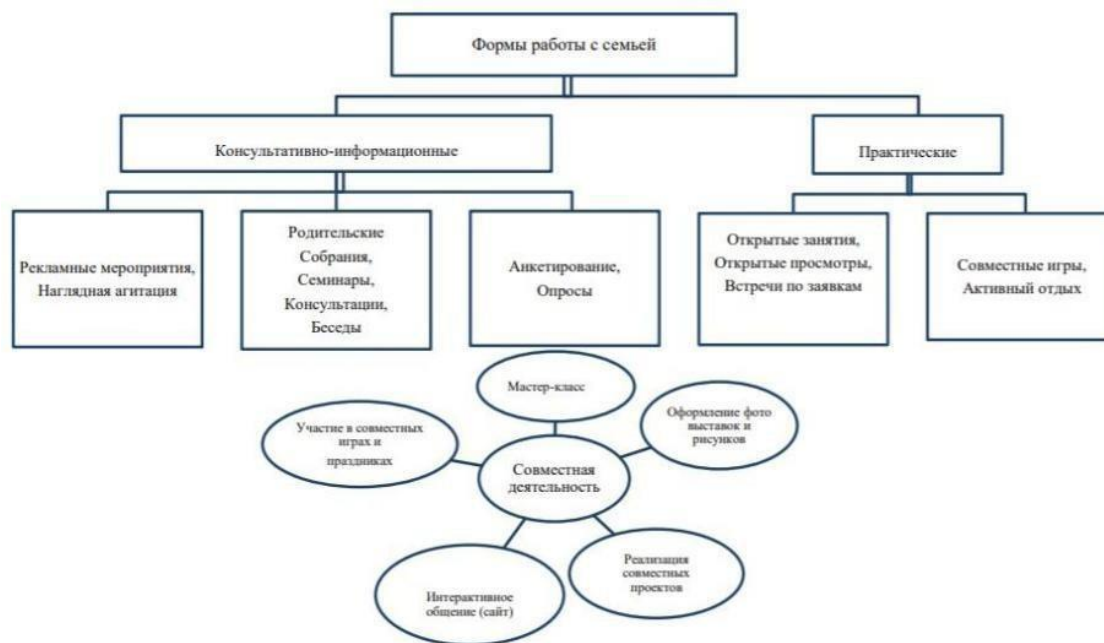 Формы работы с семьей
Консультативно-информационные
Практические
Рекламные мероприятия,
Наглядная агитация
Родительские
Собрания,
Семинары,
Консультации,
Беседы
Анкетирование,
Опросы
Открытые занятия,
Открытые просмотры,
Встречи по заявкам
Совместные игры,
Активный отдых
Мастер-класс
Участие в совместных
играх и
праздниках
Оформление фото
выставок и
рисунков
Совместная
деятельность
Интерактивное
общение (сайт)
Реализация
совместных
проектов